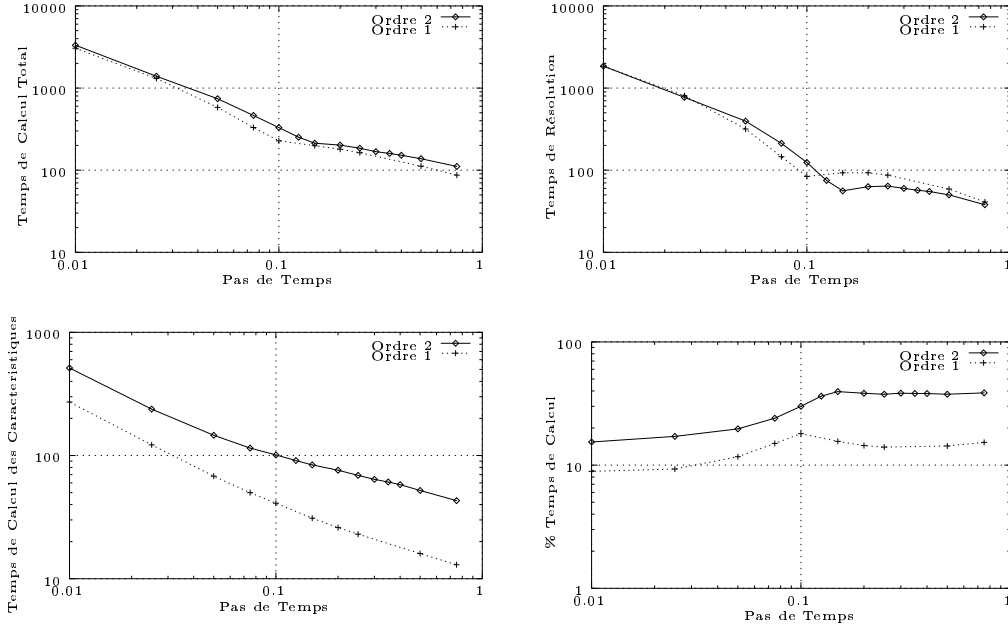 10000
1000
100
10
0.01
0.1
1
Temps de Calcul Total
Pas de Temps
Ordre 2
Ordre 1
10000
1000
100
10
0.01
0.1
1
Temps de Résolution
Pas de Temps
Ordre 2
Ordre 1
1000
100
10
0.01
0.1
1
Temps de Calcul des Caracteristiques
Pas de Temps
Ordre 2
Ordre 1
100
10
1
0.01
0.1
1
% Temps de Calcul
Pas de Temps
Ordre 2
Ordre 1